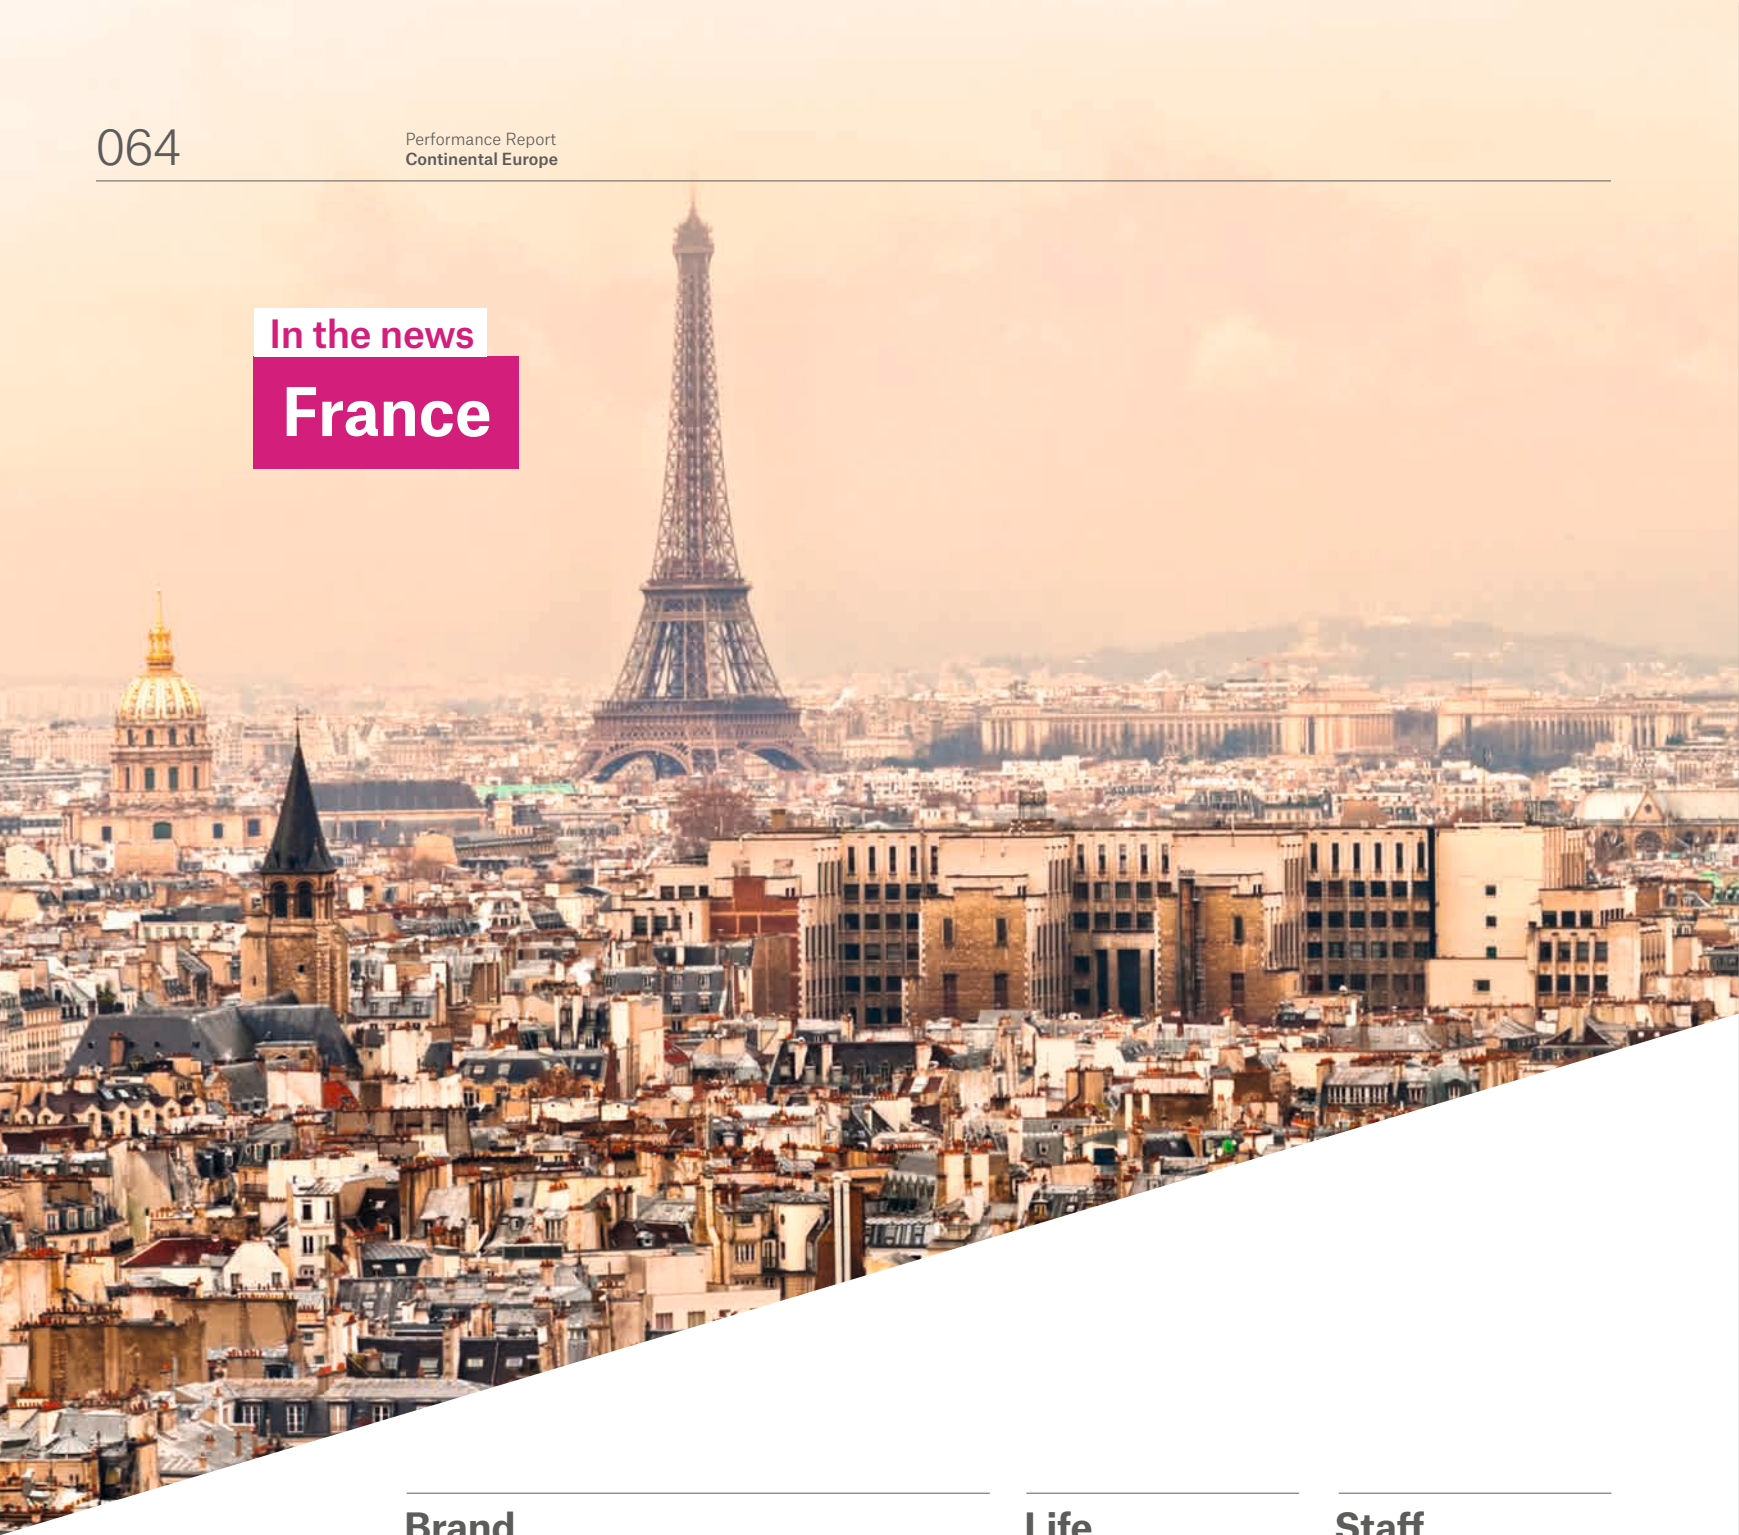 064
Performance Report
Continental Europe
In the news
France
Brand
Life
Staff